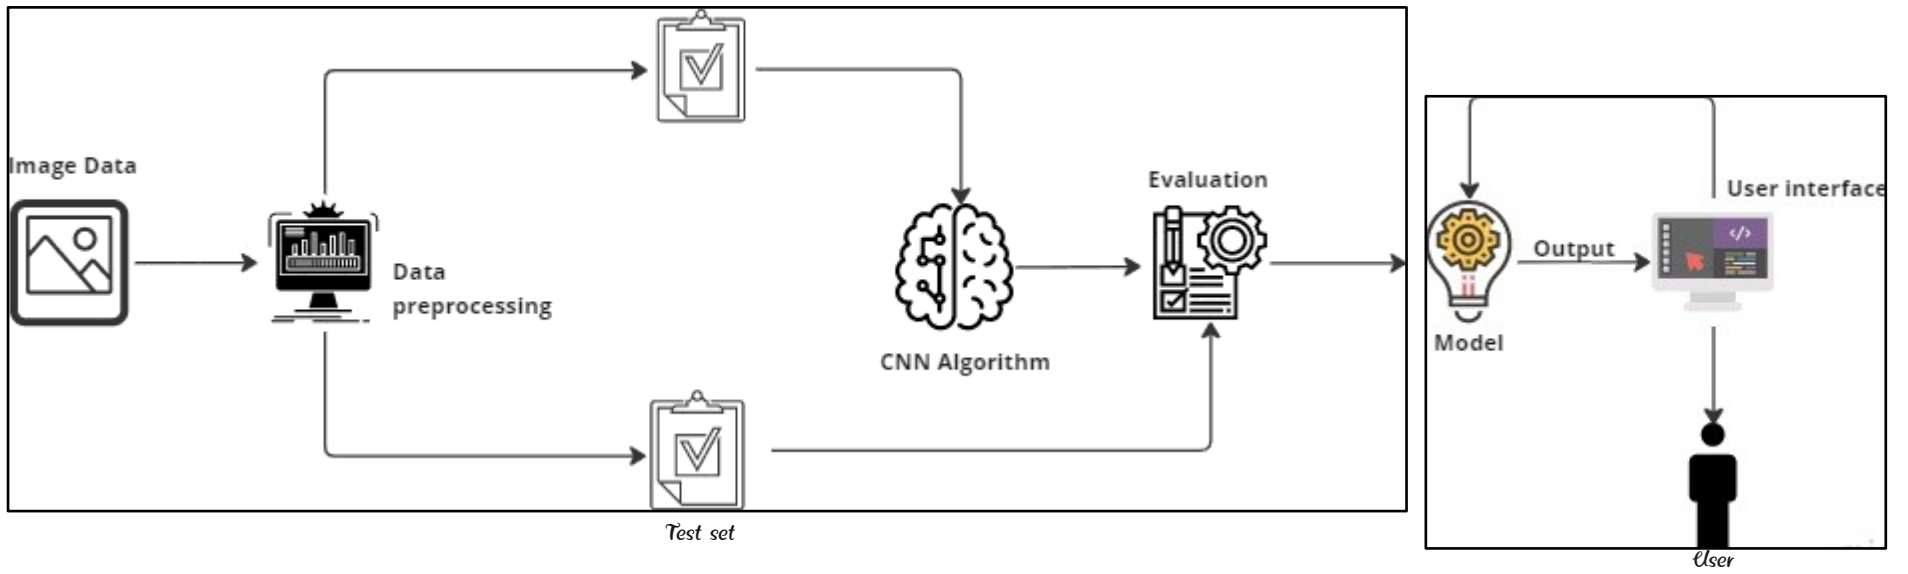 Image Data
Data
preprocessing
CNN Algorithm
Evaluation
Test set
Model
Output
User interface
</>
User